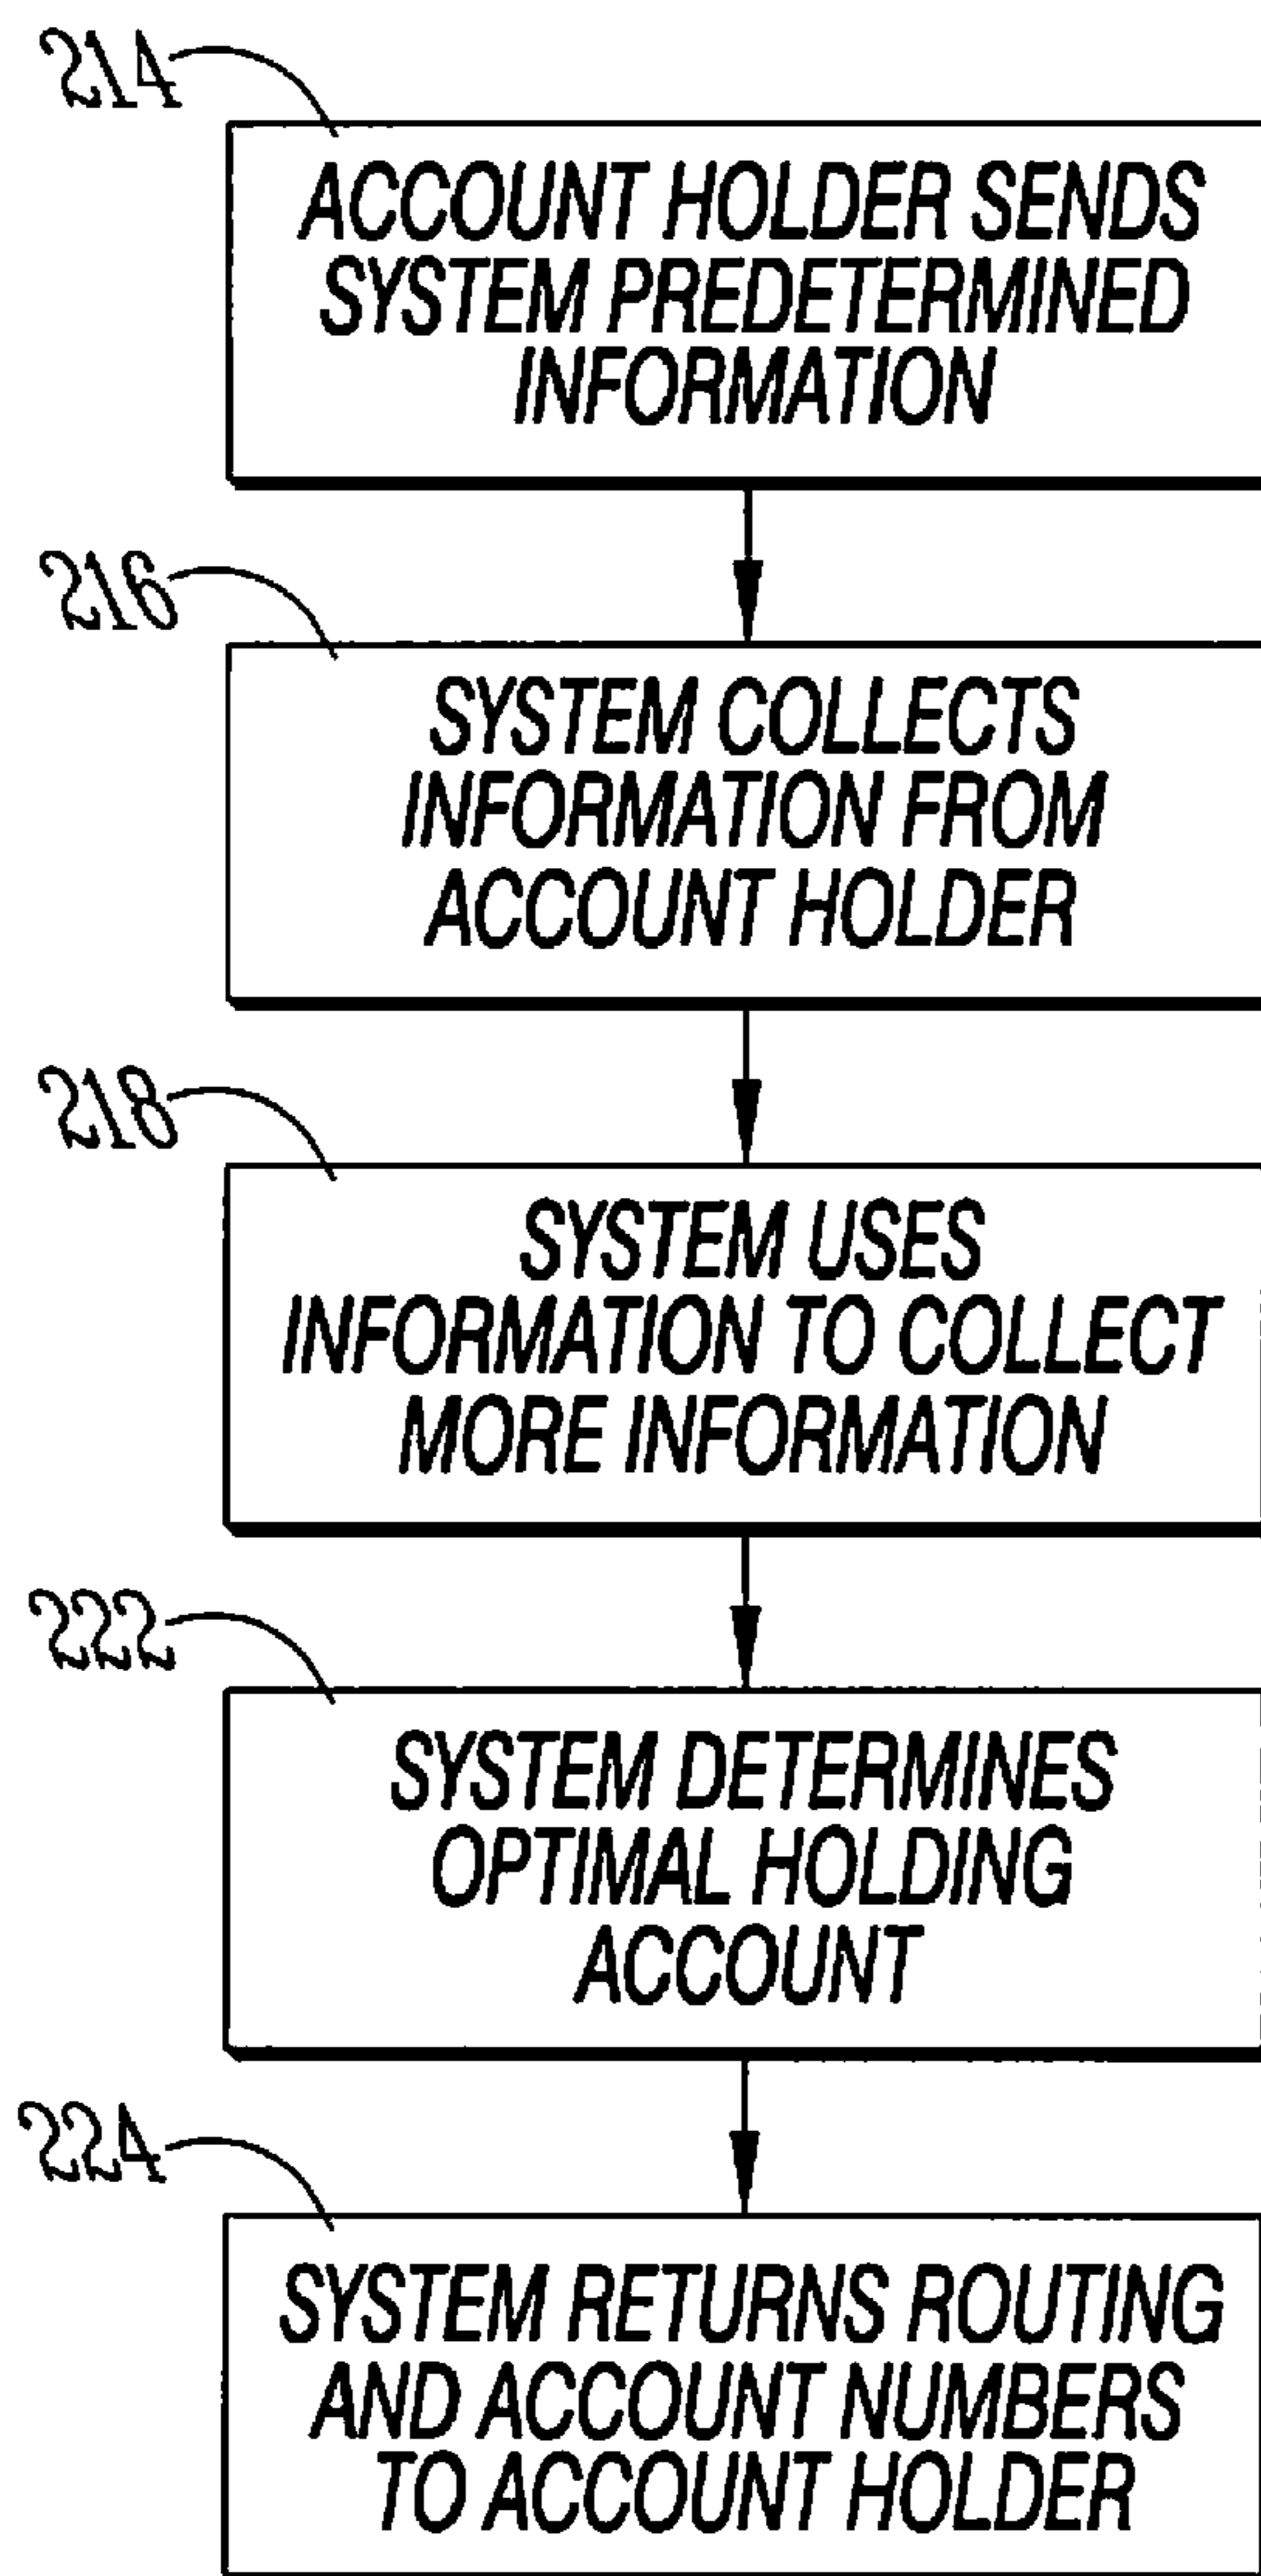 214
ACCOUNT HOLDER SENDS
SYSTEM PREDETERMINED
INFORMATION
216
SYSTEM COLLECTS
INFORMATION FROM
ACCOUNT HOLDER
218
SYSTEM USES
INFORMATION TO COLLECT
MORE INFORMATION
222
SYSTEM DETERMINES
OPTIMAL HOLDING
ACCOUNT
224
SYSTEM RETURNS ROUTING
AND ACCOUNT NUMBERS
TO ACCOUNT HOLDER